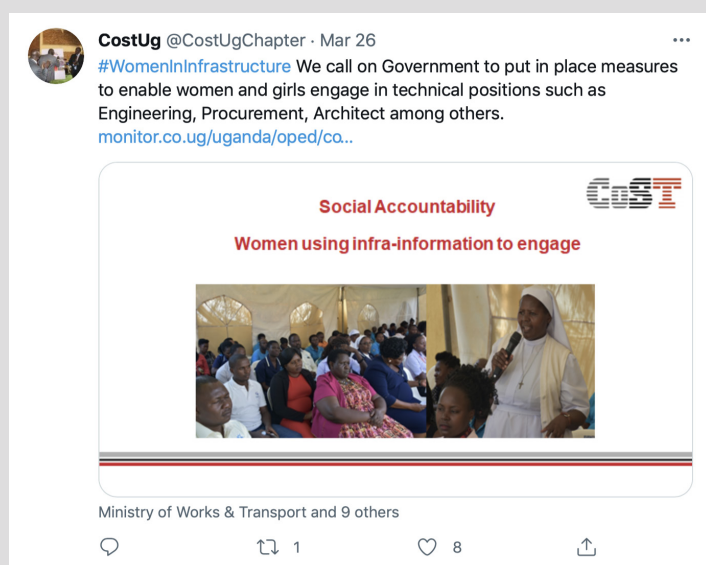 CostUg @CostUgChapter · Mar 26
#WomenInInfrastructure We call on Government to put in place measures
to enable women and girls engage in technical positions such as
Engineering, Procurement, Architect among others.
monitor.co.ug/uganda/oped/co...
CoST
Social Accountability
Women using infra-information to engage
Ministry of Works & Transport and 9 others
1
8